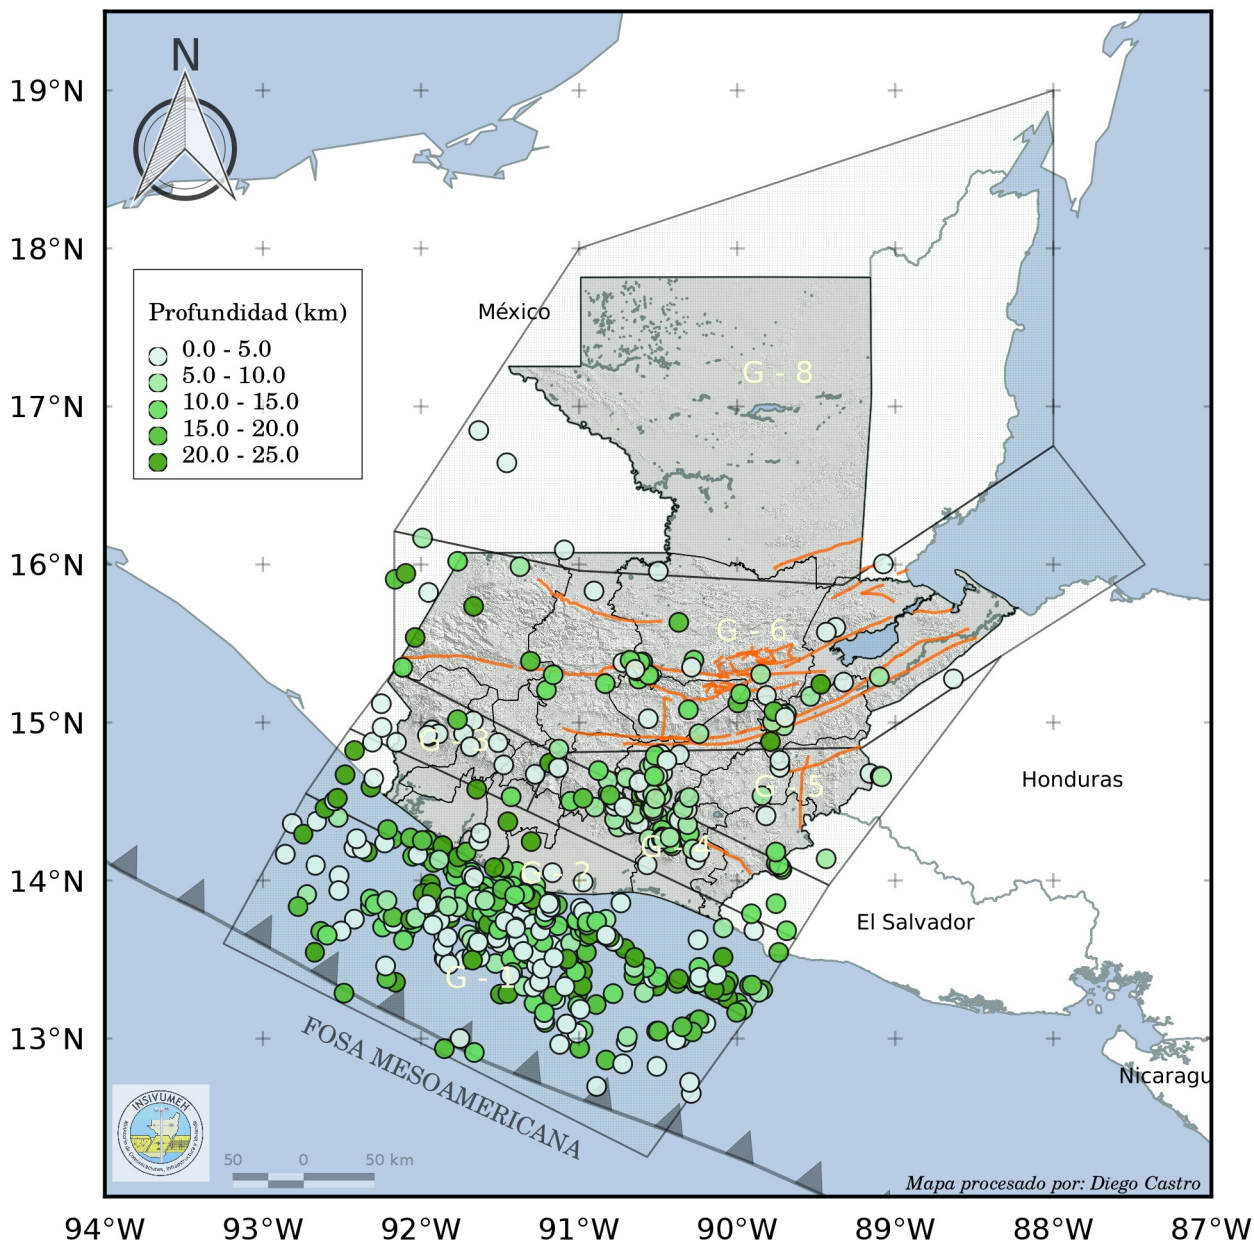 N
19°N
18°N
17°N
16°N
15°N
14°N
13°N
Profundidad (km)
0.0 - 5.0
5.0 - 10.0
10.0 - 15.0
15.0 - 20.0
20.0 - 25.0
México
G - 8
G - 6
G - 3
G - 5
G - 4
G - 2
G - 1
Honduras
El Salvador
Nicaragu
FOSA MESOAMERICANA
INSIVUMEH
50 0 50 km
Mapa procesado por: Diego Castro
94°W 93°W 92°W 91°W 90°W 89°W 88°W 87°W